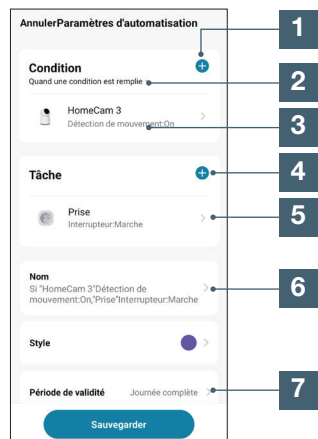 AnnulerParamètres d'automatisation
1
Condition
Quand une condition est remplie
2
HomeCam 3
Détection de mouvement:On
3
Tâche
4
Prise
Interrupteur:Marche
5
Nom
Si "HomeCam 3"Détection de
mouvement:On,"Prise"Interrupteur:Marche
6
Style
Période de validité Journée complète
7
Sauvegarder